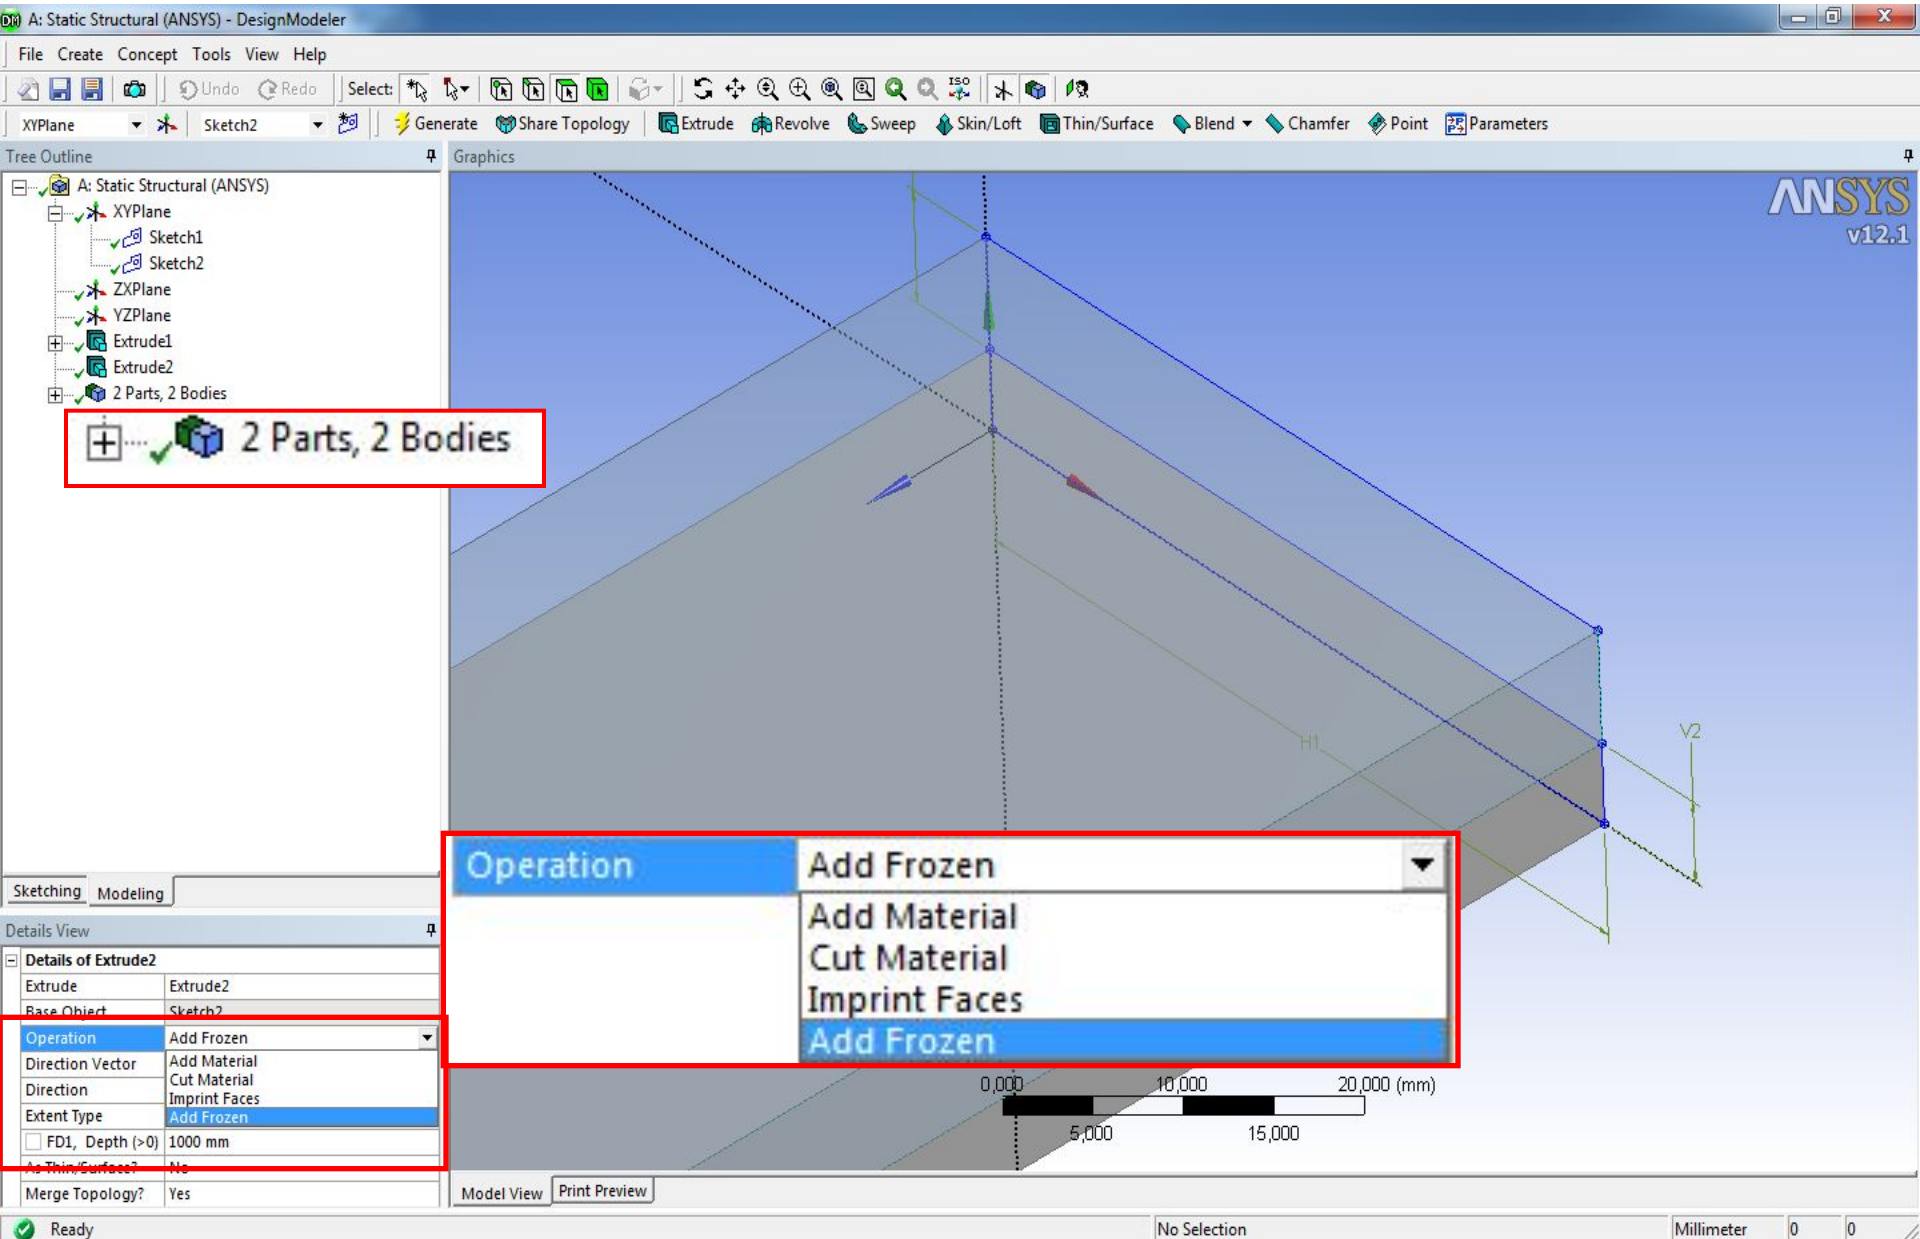 A: Static Structural (ANSYS) - DesignModeler
File Create Concept Tools View Help
Undo Redo Select: ISO
XYPlane Sketch2 Generate Share Topology Extrude Revolve Sweep Skin/Loft Thin/Surface Blend Chamfer Point Parameters
Tree Outline
Graphics
A: Static Structural (ANSYS)
XYPlane
Sketch1
Sketch2
ZXPlane
YZPlane
Extrude1
Extrude2
2 Parts, 2 Bodies
2 Parts, 2 Bodies
ANSYS
v12.1
H1
V2
Operation Add Frozen
Add Material
Cut Material
Imprint Faces
Add Frozen
0,000 10,000 20,000 (mm)
5,000 15,000
Sketching Modeling
Details View
Details of Extrude2
Extrude Extrude2
Base Object Sketch2
Operation Add Frozen
Direction Vector Add Material
Cut Material
Direction
Imprint Faces
Extent Type Add Frozen
FD1, Depth (>0) 1000 mm
As Thin/Surface? No
Merge Topology? Yes
Model View Print Preview
Ready No Selection Millimeter 0 0